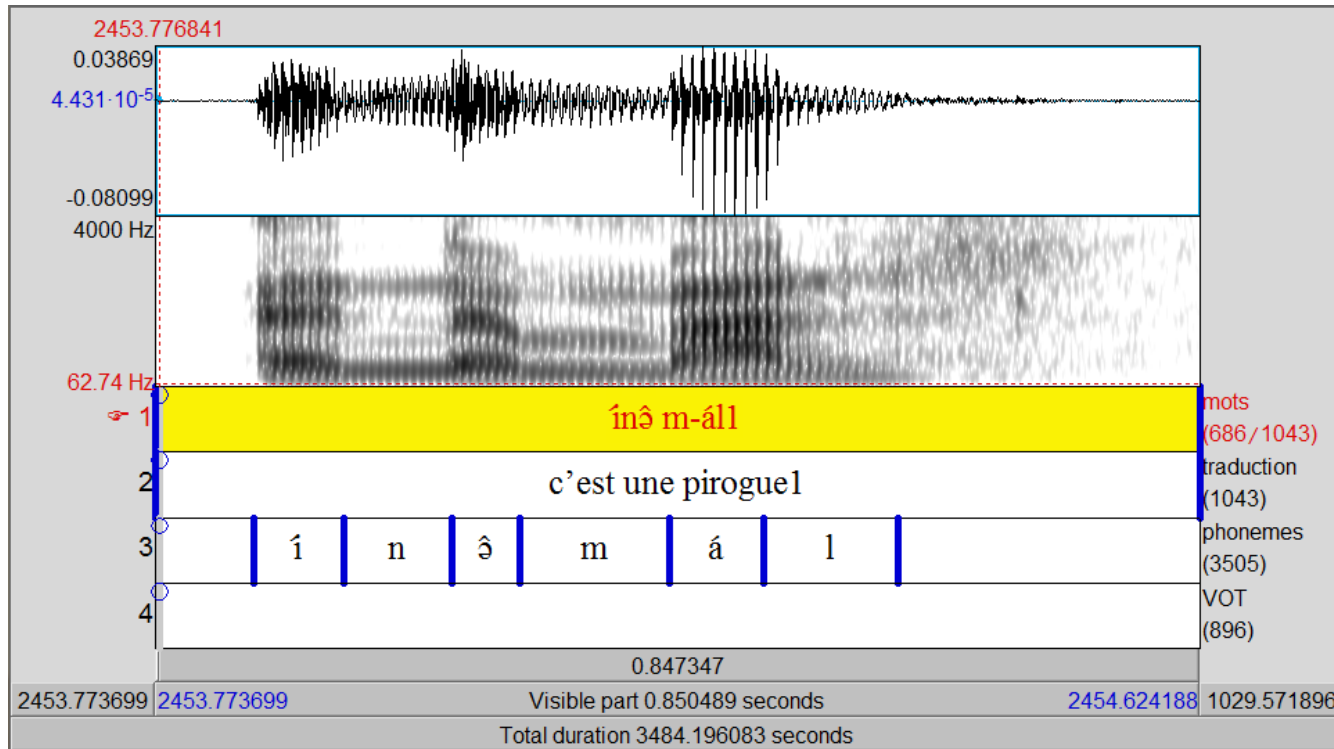 2453.776841
0.03869
4.431·10-5
-0.08099
4000 Hz
62.74 Hz
☞ 1 ɨ́nə̂ m-ál1 mots
(686/1043)
2 c’est une pirogue1 traduction
(1043)
3 ɨ́ n ə̂ m á l phonemes
(3505)
4 VOT
(896)
0.847347
2453.773699 2453.773699 Visible part 0.850489 seconds 2454.624188 1029.571896
Total duration 3484.196083 seconds